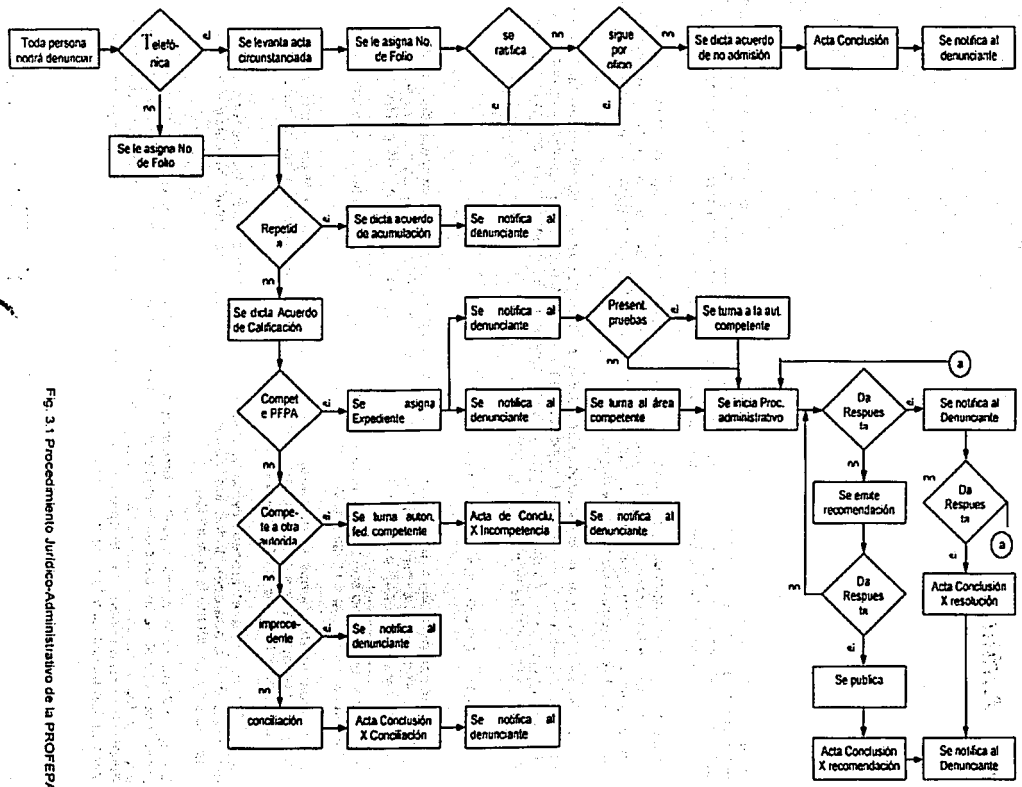 Toda persona
podrá denunciar
Telefó-
nica
Se levanta acta
circunstanciada
Se le asigna No.
de Folio
se
ratifica
no
sigue
por
oficio
no
Se dicta acuerdo
de no admisión
Acta Conclusión
Se notifica al
denunciante
si
no
si
si
Se le asigna No.
de Folio
Repetid
a
si
Se dicta acuerdo
de acumulación
Se notifica al
denunciante
no
Se dicta Acuerdo
de Calificación
Se notifica al
denunciante
Present.
pruebas
si
Se turna a la aut.
competente
no
a
Compet
e PFPA
si
Se asigna
Expediente
Se notifica al
denunciante
Se turna al área
competente
Se inicia Proc.
administrativo
Da
Respues
ta
si
Se notifica al
Denunciante
no
no
no
Compe-
te a otra
autorida
si
Se turna autori.
fed. competente
Acta de Conclu.
X Incompetencia
Se notifica al
denunciante
Se emite
recomendación
Da
Respues
ta
a
no
si
improce-
dente
si
Se notifica al
denunciante
no
Da
Respues
ta
Acta Conclusión
X resolución
no
si
conciliación
Acta Conclusión
X Conciliación
Se notifica al
denunciante
Se publica
Acta Conclusión
X recomendación
Se notifica al
Denunciante
Fig. 3.1 Procedimiento Jurídico-Administrativo de la PROFEPA